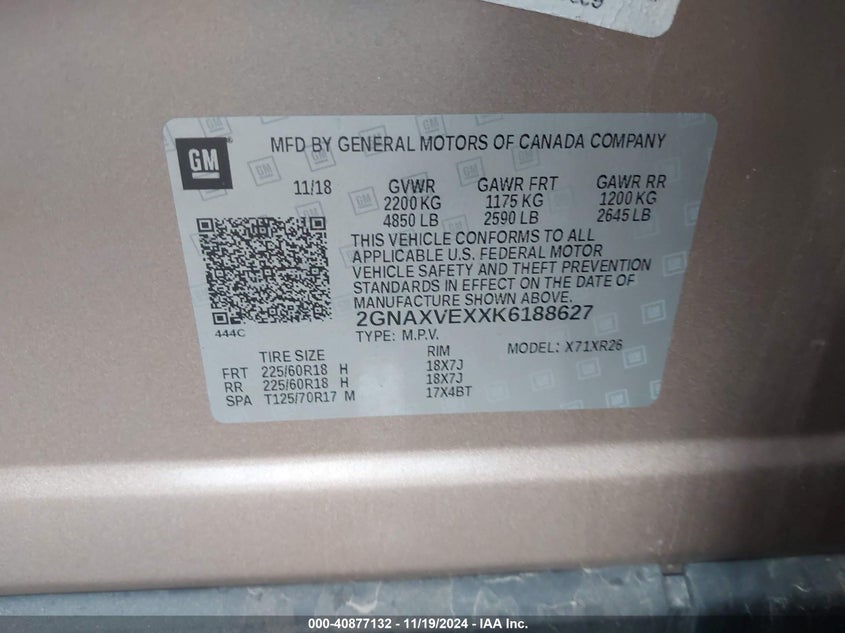 MFD BY GENERAL MOTORS OF CANADA COMPANY
GM
11/18 GVWR GAWR FRT GAWR RR
2200 KG 1175 KG 1200 KG
4850 LB 2590 LB 2645 LB
THIS VEHICLE CONFORMS TO ALL
APPLICABLE U.S. FEDERAL MOTOR
VEHICLE SAFETY AND THEFT PREVENTION
STANDARDS IN EFFECT ON THE DATE OF
MANUFACTURE SHOWN ABOVE.
444C
2GNAXVEXXK6188627
TYPE: M.P.V. MODEL: X71XR26
TIRE SIZE RIM
FRT 225/60R18 H 18X7J
RR 225/60R18 H 18X7J
SPA T125/70R17 M 17X4BT
000-40877132 - 11/19/2024 - IAA Inc.